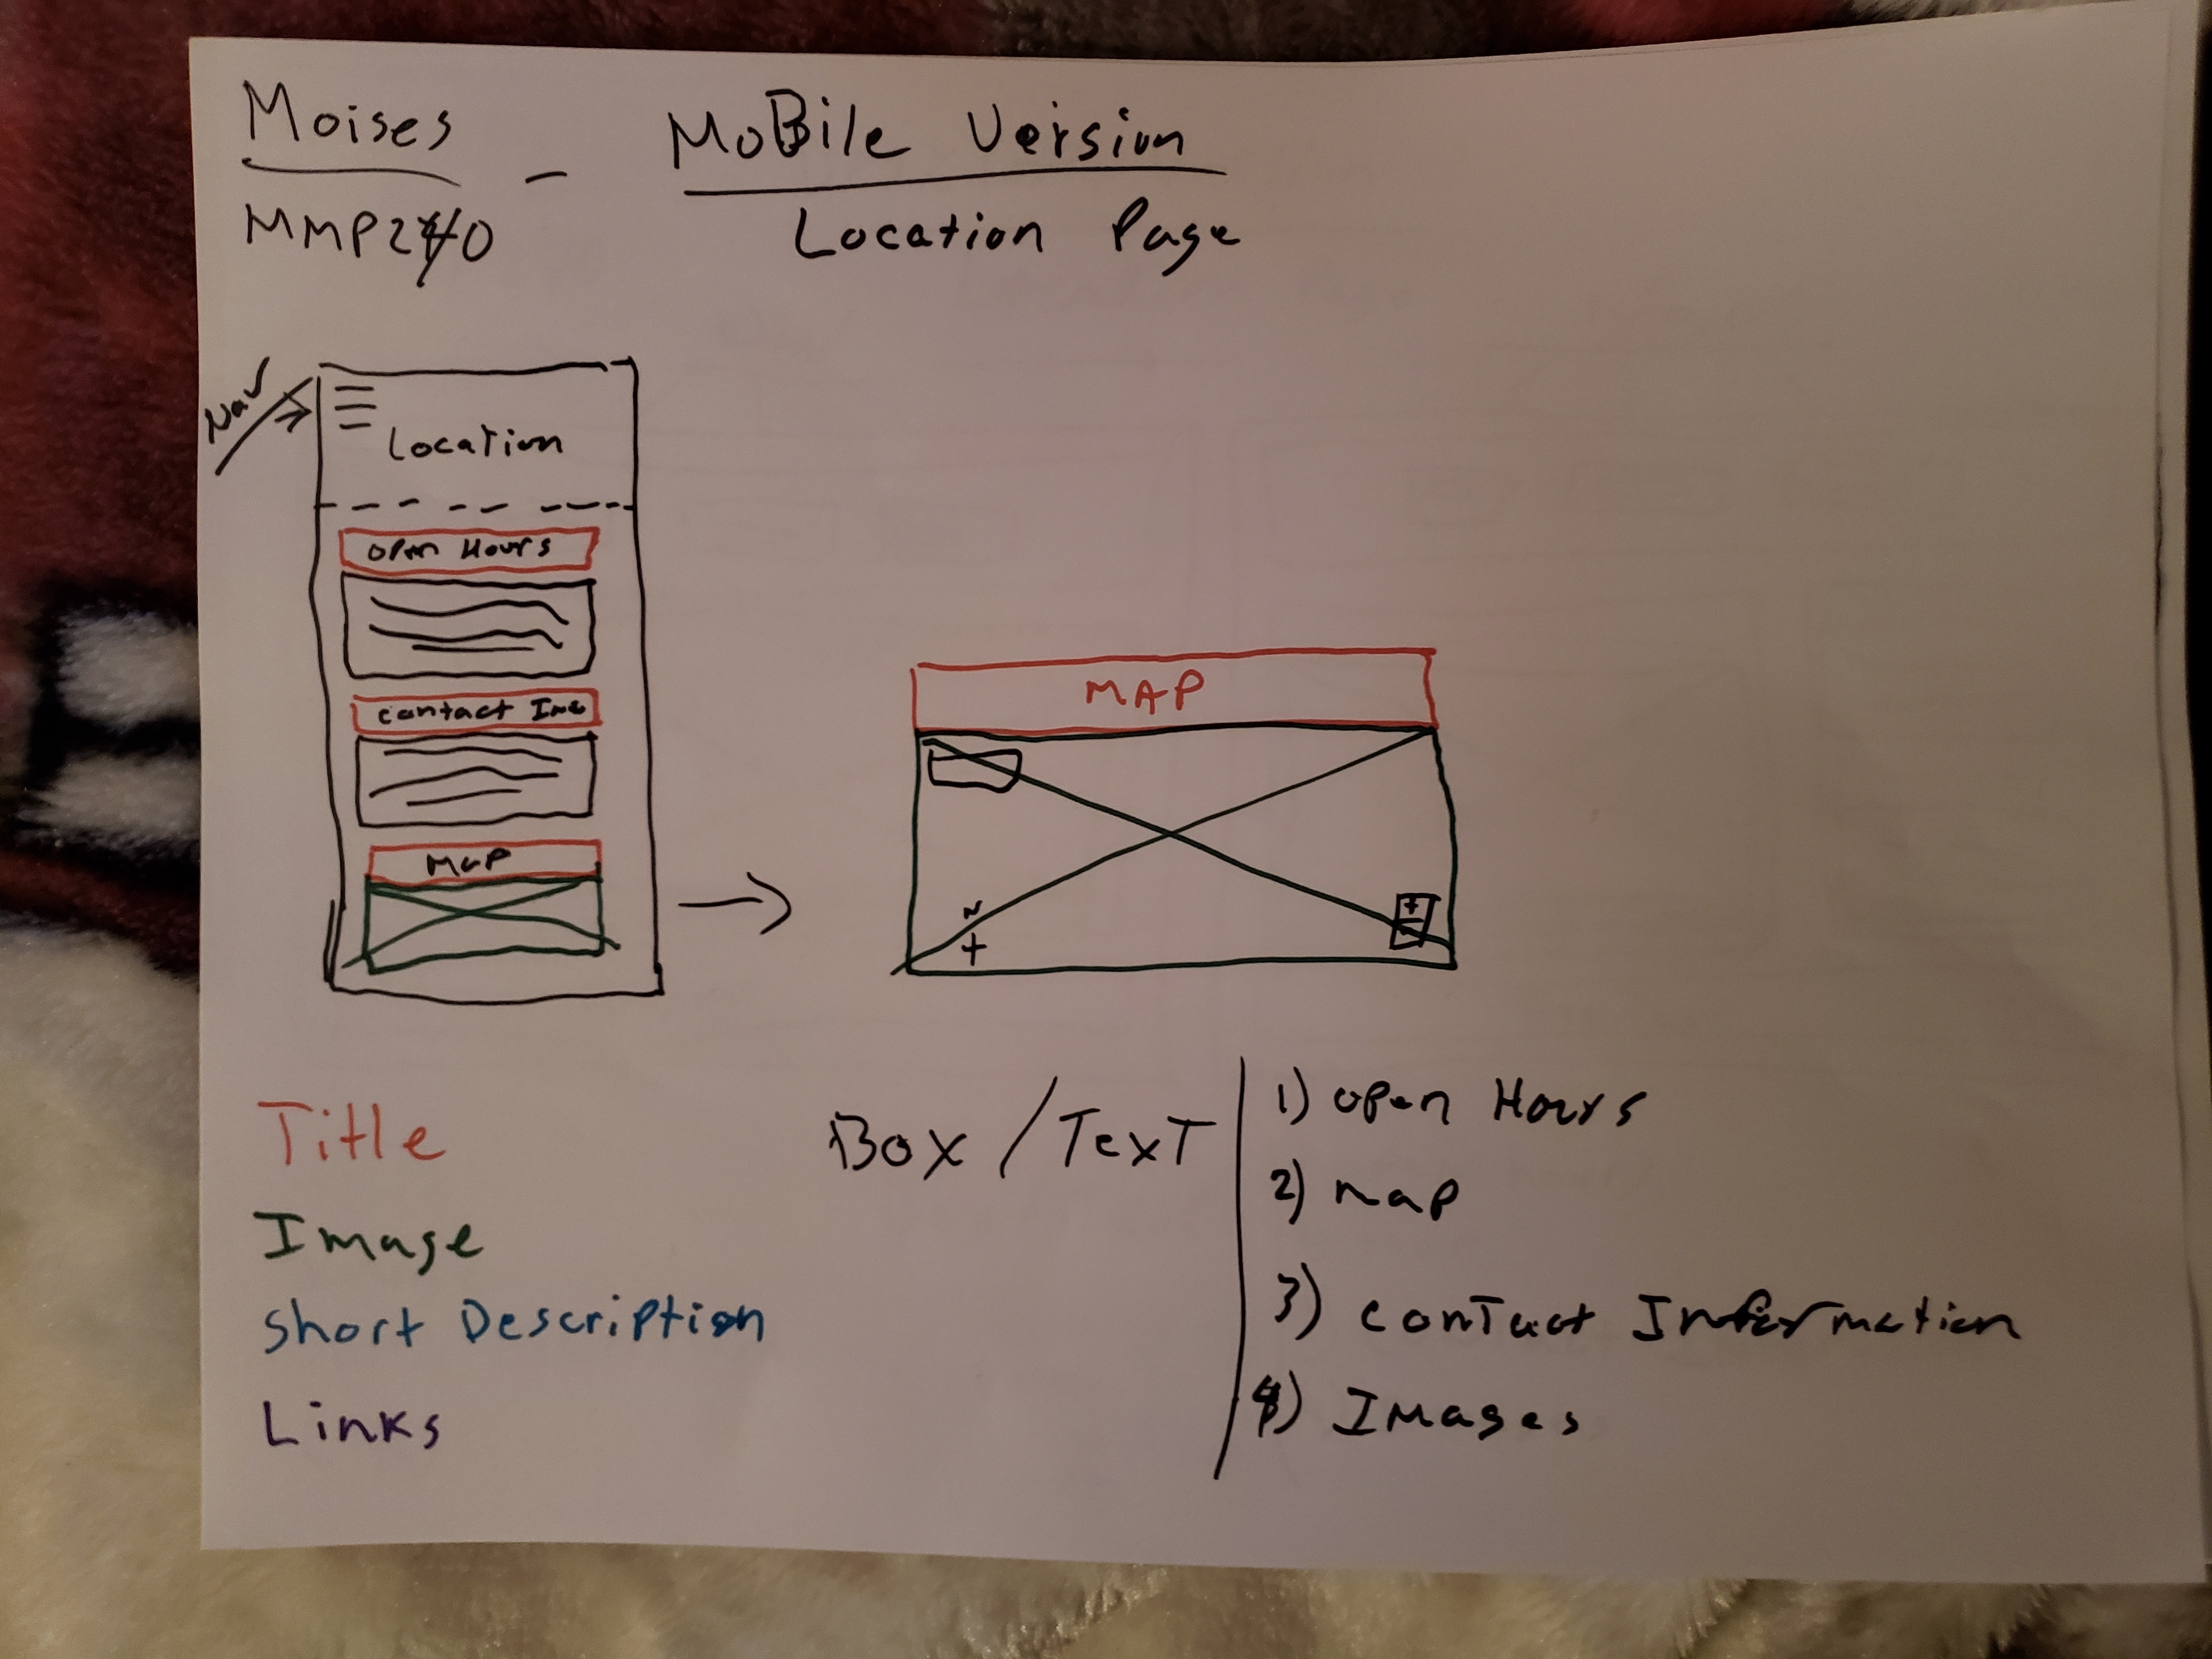 Moises
MMP240
- MoBile Version
Location Page
Nav
Location
open Hours
contact
Map
MAP
N
+
+
Title
Image
Short Description
Links
Box / Text
1) open Hours
2) map
3) contact Information
4) Images